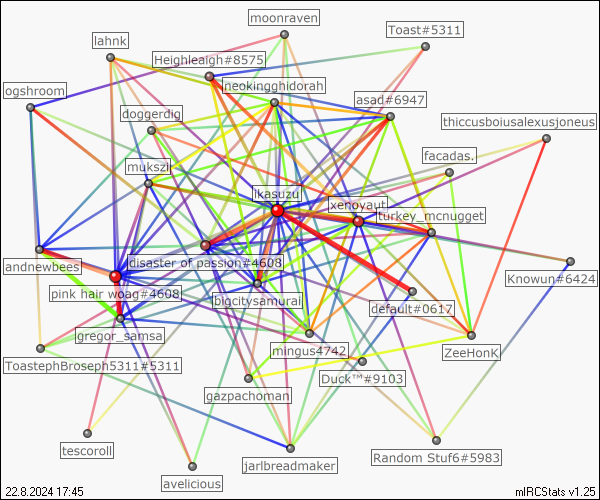 moonraven
Toast#5311
lahnk
Heighleaigh#8575
neokingghidorah
ogshroom
asad#6947
doggerdig
thiccusboiusalexusjoneus
facadas.
mukszi
ikasuzu
xenoyaut
turkey_mcnugget
disaster of passion#4608
andnewbees
Knowun#6424
pink hair woag#4608
bigcitysamurai
default#0617
gregor_samsa
mingus4742
ZeeHonK
ToastephBroseph5311#5311
Duck™#9103
gazpachoman
tescoroll
Random Stuf6#5983
jarlbreadmaker
avelicious
22.8.2024 17:45
mIRCStats v1.25